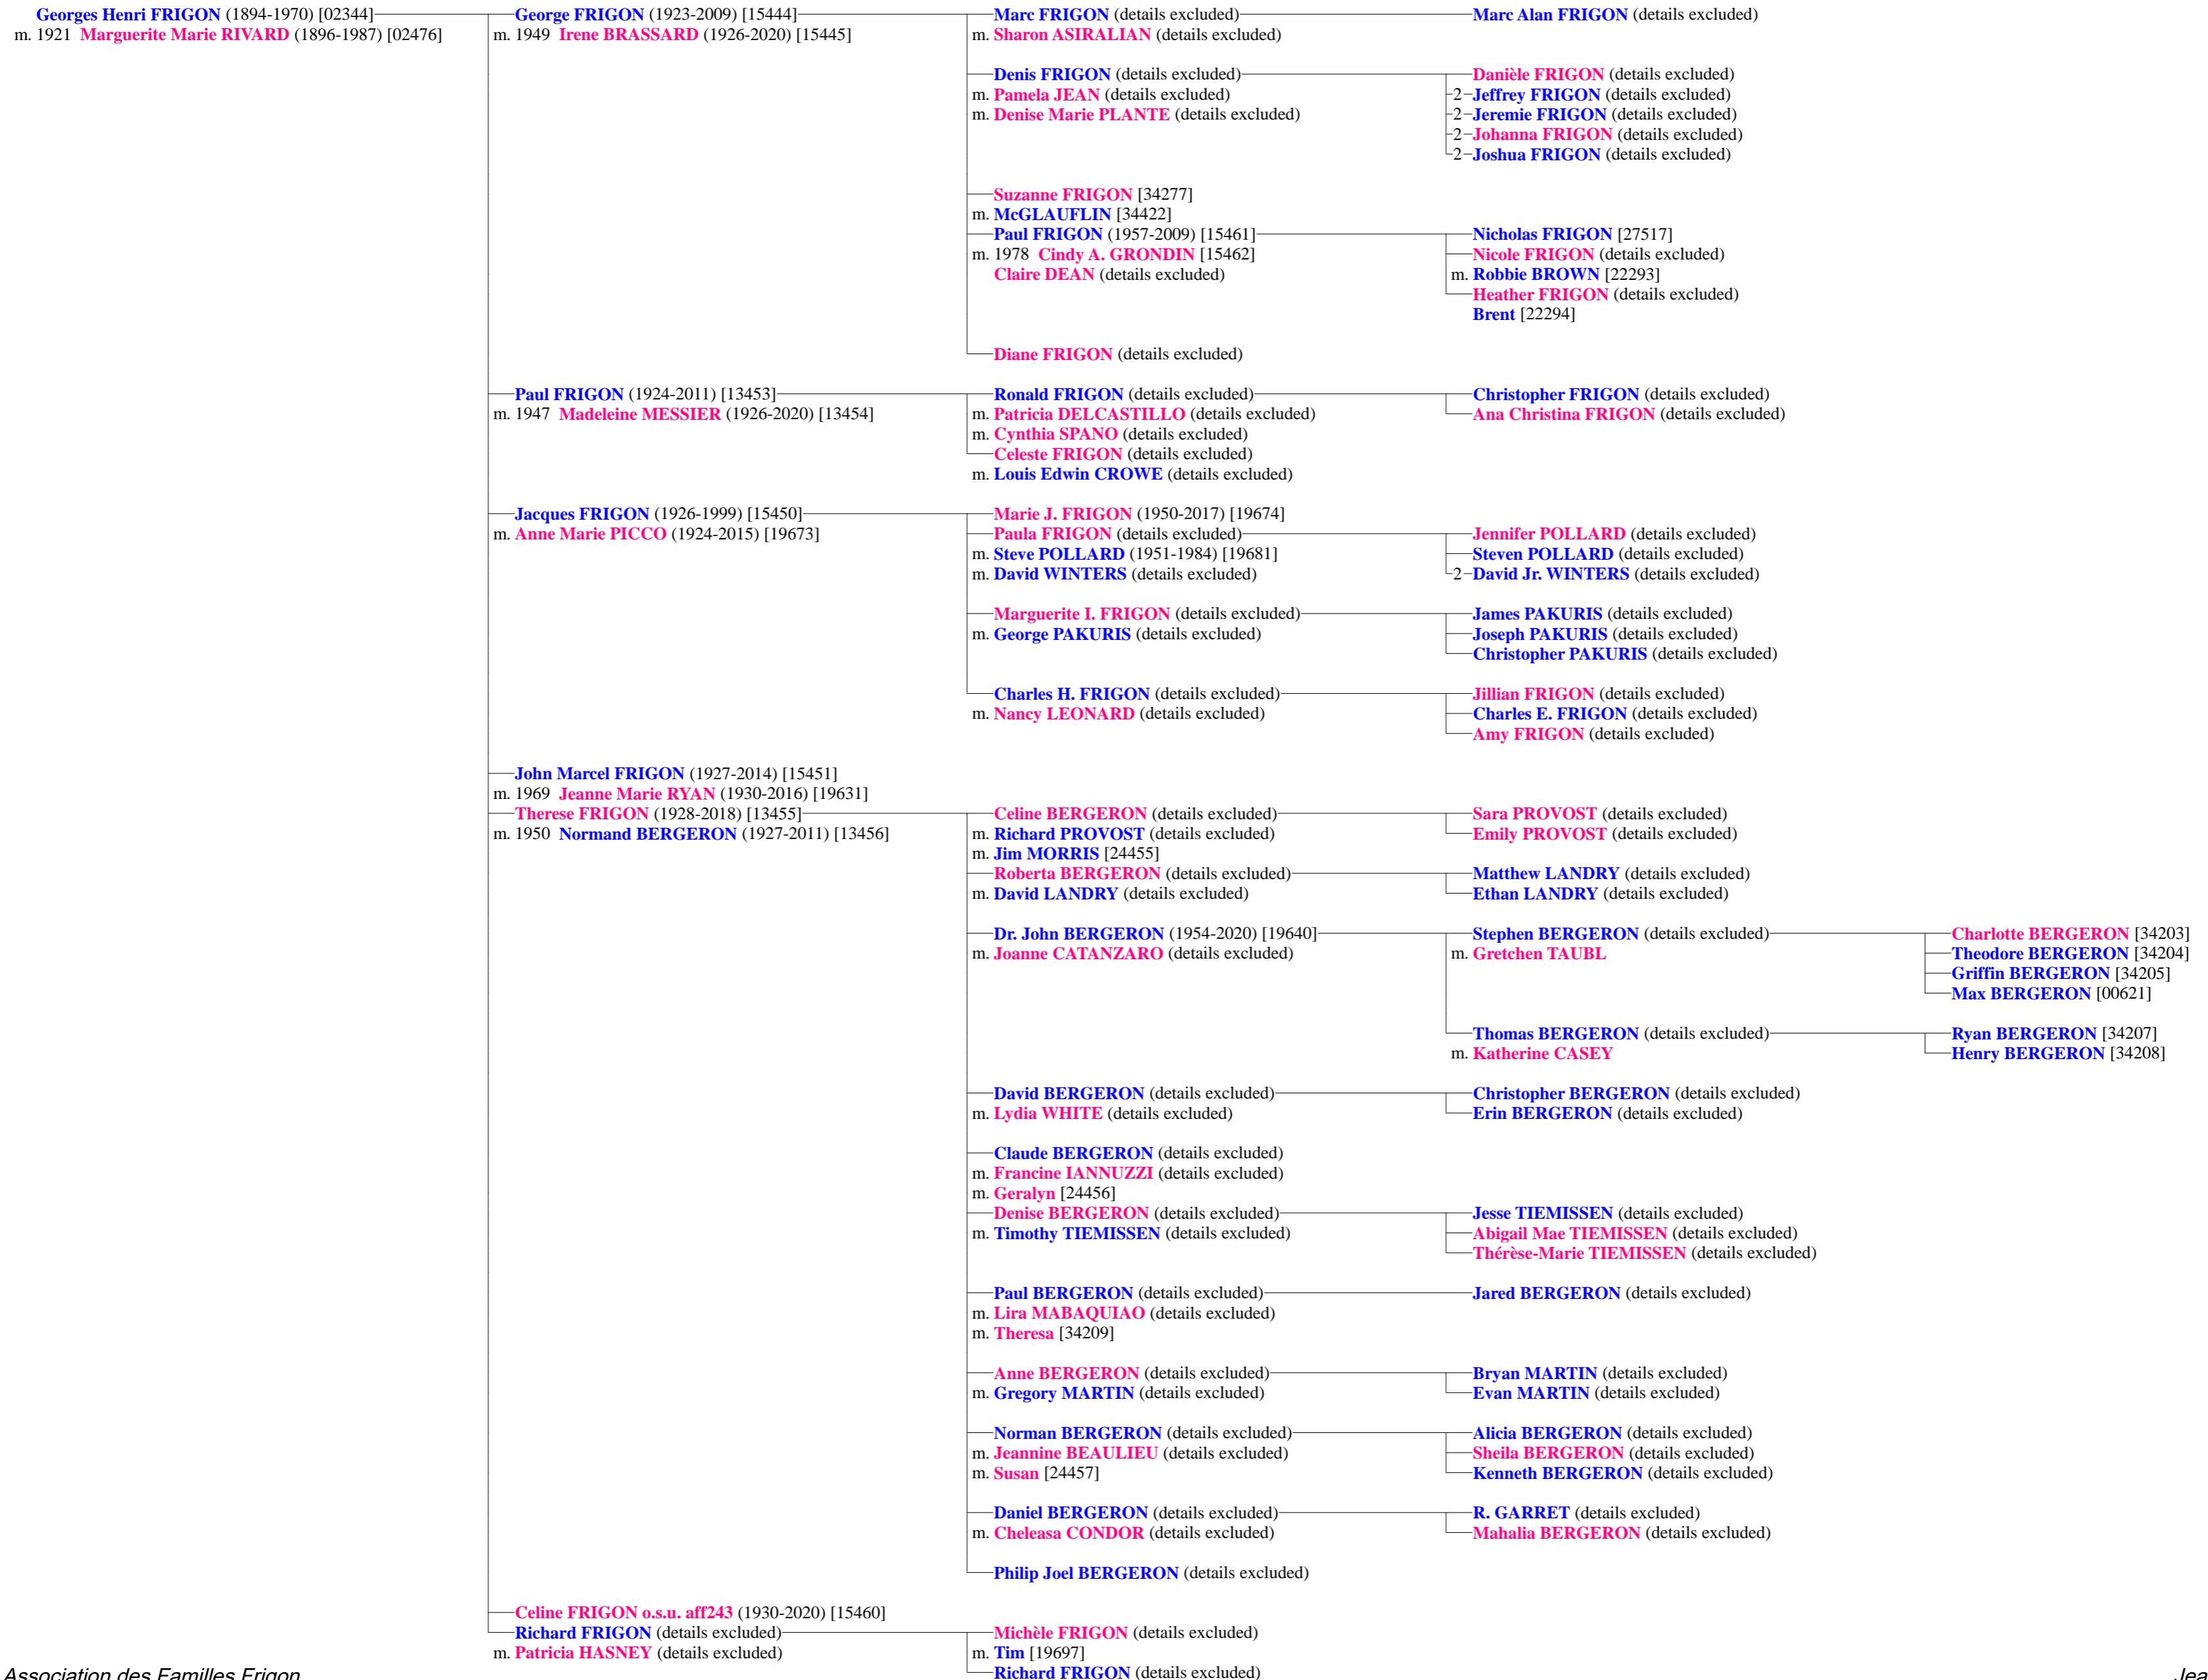 Georges Henri FRIGON (1894-1970) [02344]
m. 1921 Marguerite Marie RIVARD (1896-1987) [02476]
George FRIGON (1923-2009) [15444]
m. 1949 Irene BRASSARD (1926-2020) [15445]
Marc FRIGON (details excluded)
m. Sharon ASIRALIAN (details excluded)
Marc Alan FRIGON (details excluded)
Denis FRIGON (details excluded)
m. Pamela JEAN (details excluded)
m. Denise Marie PLANTE (details excluded)
Danièle FRIGON (details excluded)
2 Jeffrey FRIGON (details excluded)
2 Jeremie FRIGON (details excluded)
2 Johanna FRIGON (details excluded)
2 Joshua FRIGON (details excluded)
Suzanne FRIGON [34277]
m. McGLAUFLIN [34422]
Paul FRIGON (1957-2009) [15461]
m. 1978 Cindy A. GRONDIN [15462]
Claire DEAN (details excluded)
Nicholas FRIGON [27517]
Nicole FRIGON (details excluded)
m. Robbie BROWN [22293]
Heather FRIGON (details excluded)
Brent [22294]
Diane FRIGON (details excluded)
Paul FRIGON (1924-2011) [13453]
m. 1947 Madeleine MESSIER (1926-2020) [13454]
Ronald FRIGON (details excluded)
m. Patricia DELCASTILLO (details excluded)
m. Cynthia SPANO (details excluded)
Celeste FRIGON (details excluded)
m. Louis Edwin CROWE (details excluded)
Christopher FRIGON (details excluded)
Ana Christina FRIGON (details excluded)
Jacques FRIGON (1926-1999) [15450]
m. Anne Marie PICCO (1924-2015) [19673]
Marie J. FRIGON (1950-2017) [19674]
Paula FRIGON (details excluded)
m. Steve POLLARD (1951-1984) [19681]
m. David WINTERS (details excluded)
Jennifer POLLARD (details excluded)
Steven POLLARD (details excluded)
2 David Jr. WINTERS (details excluded)
Marguerite I. FRIGON (details excluded)
m. George PAKURIS (details excluded)
James PAKURIS (details excluded)
Joseph PAKURIS (details excluded)
Christopher PAKURIS (details excluded)
Charles H. FRIGON (details excluded)
m. Nancy LEONARD (details excluded)
Jillian FRIGON (details excluded)
Charles E. FRIGON (details excluded)
Amy FRIGON (details excluded)
John Marcel FRIGON (1927-2014) [15451]
m. 1969 Jeanne Marie RYAN (1930-2016) [19631]
Therese FRIGON (1928-2018) [13455]
m. 1950 Normand BERGERON (1927-2011) [13456]
Celine BERGERON (details excluded)
m. Richard PROVOST (details excluded)
m. Jim MORRIS [24455]
Sara PROVOST (details excluded)
Emily PROVOST (details excluded)
Roberta BERGERON (details excluded)
m. David LANDRY (details excluded)
Matthew LANDRY (details excluded)
Ethan LANDRY (details excluded)
Dr. John BERGERON (1954-2020) [19640]
m. Joanne CATANZARO (details excluded)
Stephen BERGERON (details excluded)
m. Gretchen TAUBL
Charlotte BERGERON [34203]
Theodore BERGERON [34204]
Griffin BERGERON [34205]
Max BERGERON [00621]
Thomas BERGERON (details excluded)
m. Katherine CASEY
Ryan BERGERON [34207]
Henry BERGERON [34208]
David BERGERON (details excluded)
m. Lydia WHITE (details excluded)
Christopher BERGERON (details excluded)
Erin BERGERON (details excluded)
Claude BERGERON (details excluded)
m. Francine IANNUZZI (details excluded)
m. Geralyn [24456]
Denise BERGERON (details excluded)
m. Timothy TIEMISSEN (details excluded)
Jesse TIEMISSEN (details excluded)
Abigail Mae TIEMISSEN (details excluded)
Thérèse-Marie TIEMISSEN (details excluded)
Paul BERGERON (details excluded)
m. Lira MABAQUIAO (details excluded)
m. Theresa [34209]
Jared BERGERON (details excluded)
Anne BERGERON (details excluded)
m. Gregory MARTIN (details excluded)
Bryan MARTIN (details excluded)
Evan MARTIN (details excluded)
Norman BERGERON (details excluded)
m. Jeannine BEAULIEU (details excluded)
m. Susan [24457]
Alicia BERGERON (details excluded)
Sheila BERGERON (details excluded)
Kenneth BERGERON (details excluded)
Daniel BERGERON (details excluded)
m. Cheleasa CONDOR (details excluded)
R. GARRET (details excluded)
Mahalia BERGERON (details excluded)
Philip Joel BERGERON (details excluded)
Celine FRIGON o.s.u. aff243 (1930-2020) [15460]
Richard FRIGON (details excluded)
m. Patricia HASNEY (details excluded)
Michèle FRIGON (details excluded)
m. Tim [19697]
Richard FRIGON (details excluded)
Association des Familles Frigon
Jea